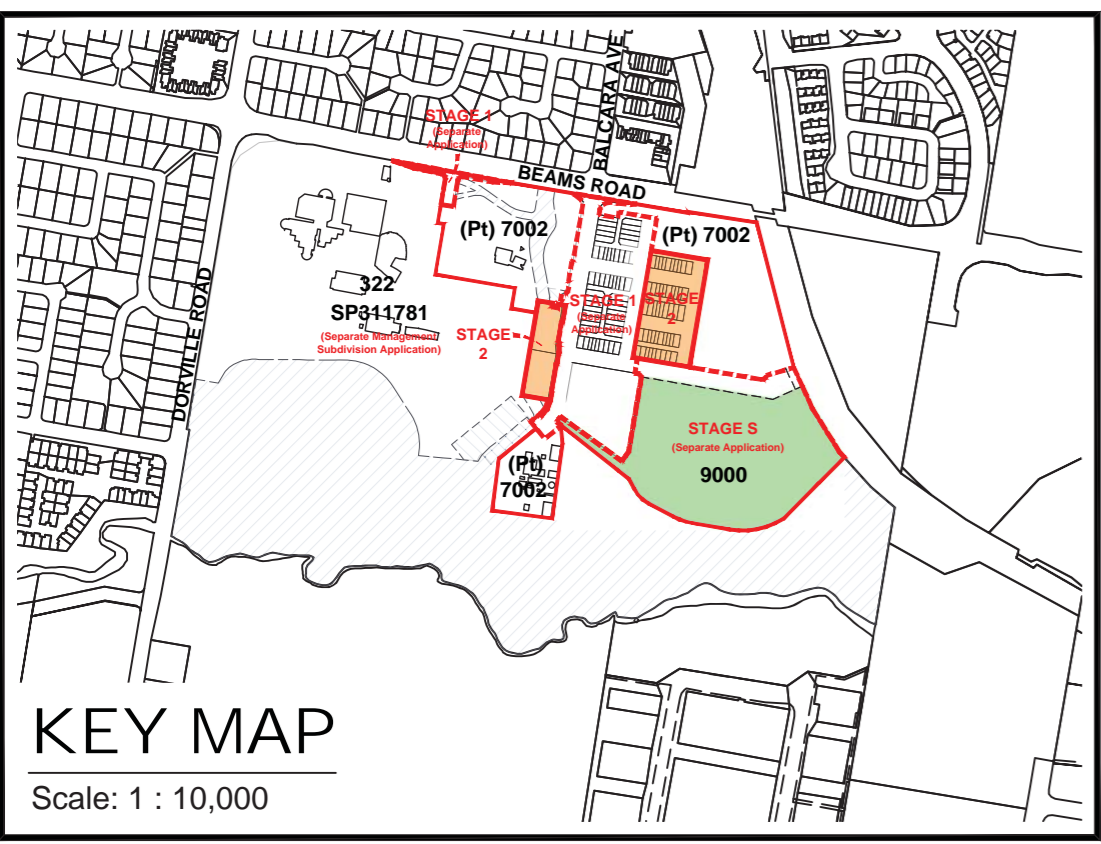 BALCARA AVE
STAGE 1
(Separate
Application)
BEAMS ROAD
(Pt) 7002
(Pt) 7002
DORVILLE ROAD
322
SP311781
(Separate Management
Subdivision Application)
STAGE
2
STAGE 1
(Separate
Application)
STAGE
2
STAGE S
(Separate Application)
9000
(Pt)
7002
KEY MAP
Scale: 1 : 10,000